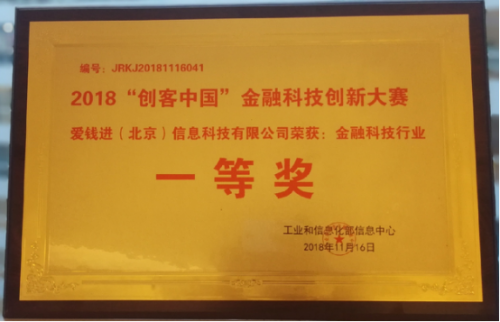 编号：JRKJ20181116041
2018“创客中国”金融科技创新大赛
爱钱进（北京）信息科技有限公司荣获：金融科技行业
一等奖
工业和信息化部信息中心
2018年11月16日